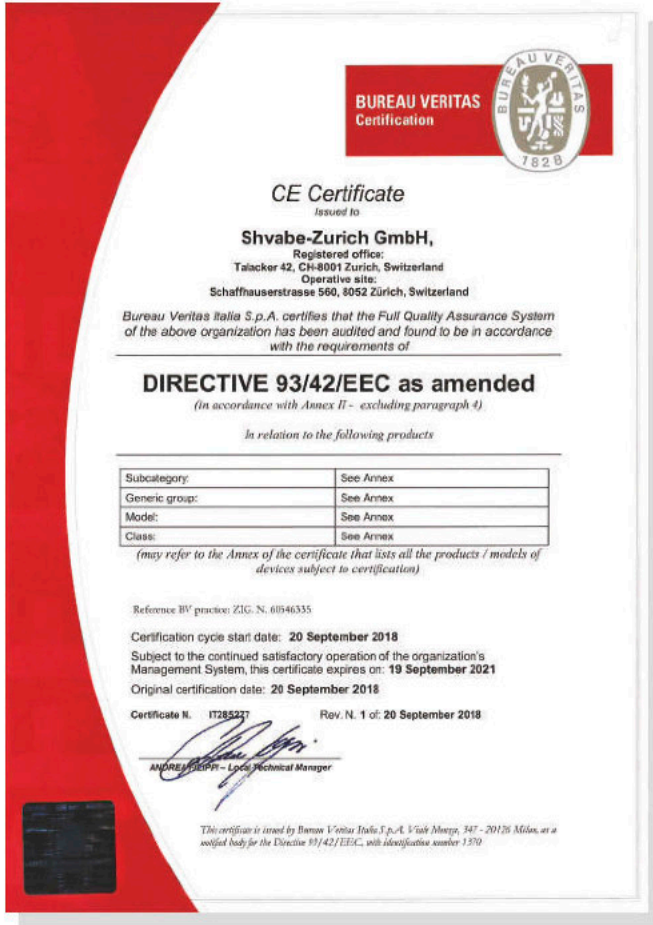 BUREAU VERITAS
Certification
BUREAU VERITAS
1828
CE Certificate
Issued to
Shvabe-Zurich GmbH,
Registered office:
Talacker 42, CH-8001 Zurich, Switzerland
Operative site:
Schaffhauserstrasse 560, 8052 Zürich, Switzerland
Bureau Veritas Italia S.p.A. certifies that the Full Quality Assurance System
of the above organization has been audited and found to be in accordance
with the requirements of
DIRECTIVE 93/42/EEC as amended
(in accordance with Annex II - excluding paragraph 4)
In relation to the following products
Subcategory: See Annex
Generic group: See Annex
Model: See Annex
Class: See Annex
(may refer to the Annex of the certificate that lists all the products / models of
devices subject to certification)
Reference BV practice: ZIG. N. 60546335
Certification cycle start date: 20 September 2018
Subject to the continued satisfactory operation of the organization's
Management System, this certificate expires on: 19 September 2021
Original certification date: 20 September 2018
Certificate N. IT285277 Rev. N. 1 of: 20 September 2018
– Local Technical Manager
This certificate is issued by Bureau Veritas Italia S.p.A. Viale Monza, 347 - 20126 Milan, as a
notified body for the Directive 93/42/EEC, with identification number 1370